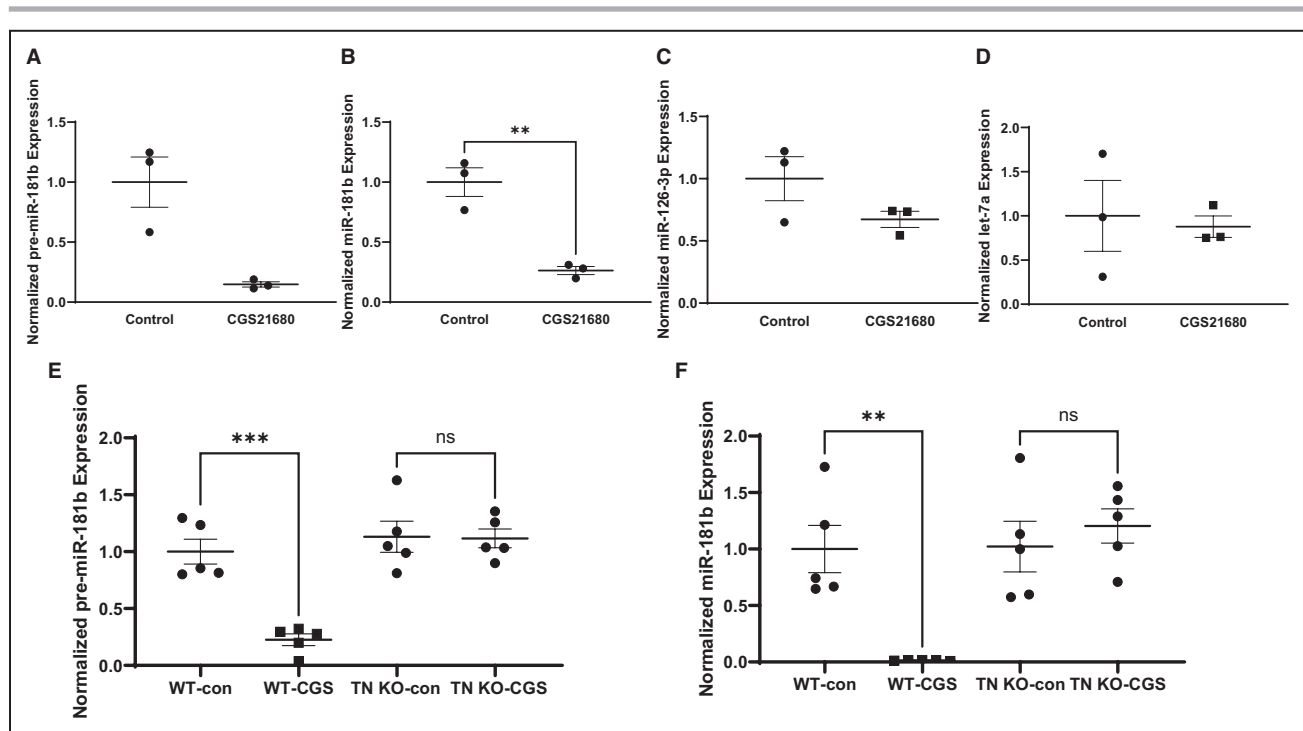 A
Normalized pre-miR-181b Expression
1.5
1.0
0.5
0.0
Control
CGS21680
B
Normalized miR-181b Expression
1.5
1.0
0.5
0.0
**
Control
CGS21680
C
Normalized miR-126-3p Expression
1.5
1.0
0.5
0.0
Control
CGS21680
D
Normalized let-7a Expression
2.0
1.5
1.0
0.5
0.0
Control
CGS21680
E
Normalized pre-miR-181b Expression
2.0
1.5
1.0
0.5
0.0
***
ns
WT-con
WT-CGS
TN KO-con
TN KO-CGS
F
Normalized miR-181b Expression
2.0
1.5
1.0
0.5
0.0
**
ns
WT-con
WT-CGS
TN KO-con
TN KO-CGS